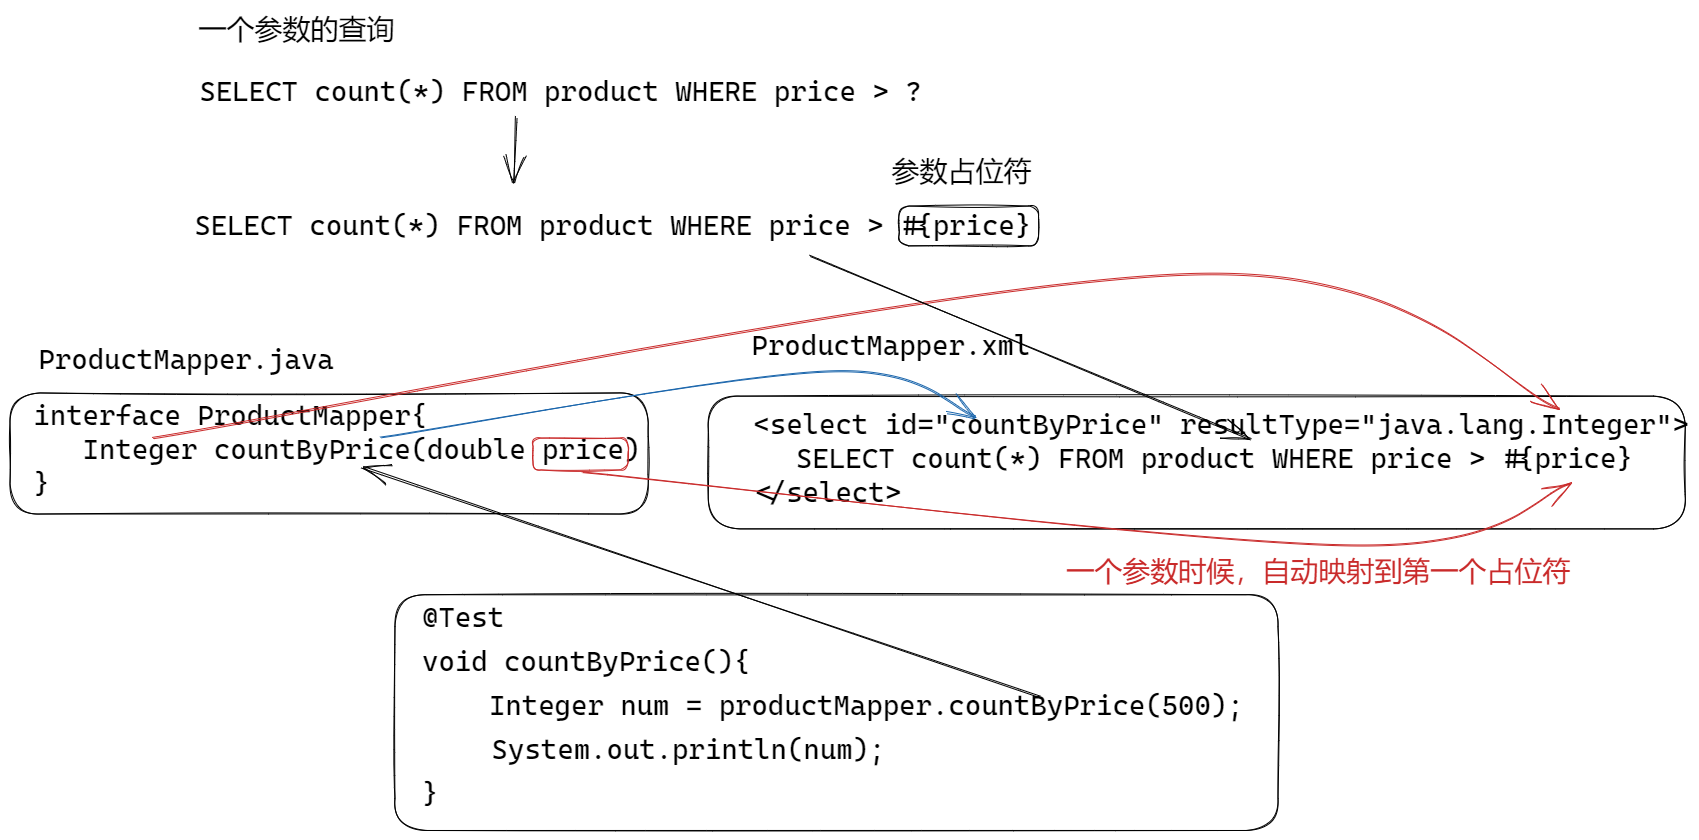 一个参数的查询
SELECT count(*) FROM product WHERE price > ?
参数占位符
SELECT count(*) FROM product WHERE price > #{price}
ProductMapper.java
interface ProductMapper{
Integer countByPrice(double price)
}
ProductMapper.xml
<select id="countByPrice" resultType="java.lang.Integer">
SELECT count(*) FROM product WHERE price > #{price}
</select>
一个参数时候，自动映射到第一个占位符
@Test
void countByPrice(){
Integer num = productMapper.countByPrice(500);
System.out.println(num);
}